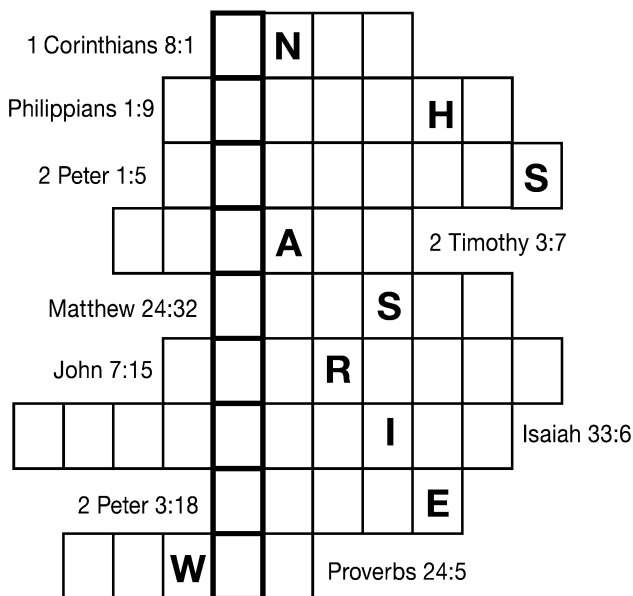 1 Corinthians 8:1 N
Philippians 1:9 H
2 Peter 1:5 S
A 2 Timothy 3:7
Matthew 24:32 S
John 7:15 R
I Isaiah 33:6
2 Peter 3:18 E
W Proverbs 24:5